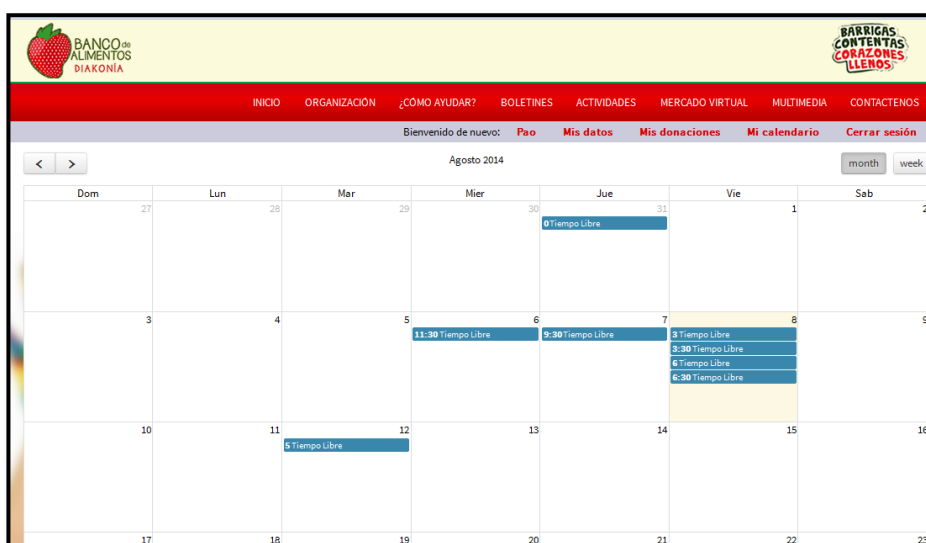 BANCO de
ALIMENTOS
DIAKONÍA
BARRIGAS
CONTENTAS
CORAZONES
LLENOS
INICIO ORGANIZACIÓN ¿CÓMO AYUDAR? BOLETINES ACTIVIDADES MERCADO VIRTUAL MULTIMEDIA CONTACTENOS
Bienvenido de nuevo: Pao Mis datos Mis donaciones Mi calendario Cerrar sesión
< > Agosto 2014 month week
Dom Lun Mar Mier Jue Vie Sab
27 28 29 30 31 1 2
0 Tiempo Libre
3 4 5 6 7 8 9
11:30 Tiempo Libre 9:30 Tiempo Libre 3 Tiempo Libre
3:30 Tiempo Libre
6 Tiempo Libre
6:30 Tiempo Libre
10 11 12 13 14 15 16
5 Tiempo Libre
17 18 19 20 21 22 23